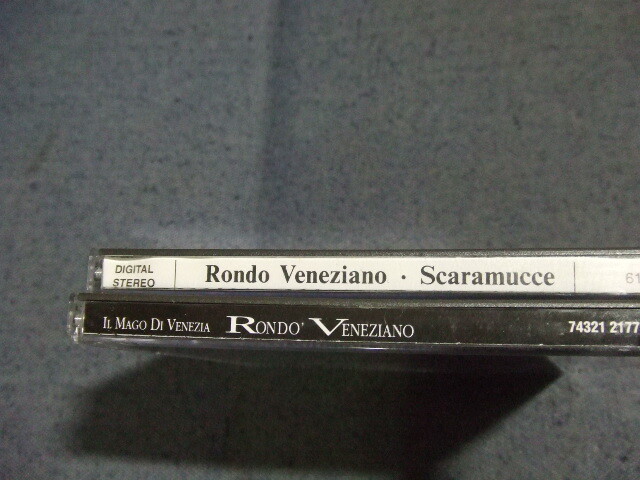 DIGITAL
STEREO
Rondo Veneziano · Scaramucce
61
IL MAGO DI VENEZIA RONDO' VENEZIANO 74321 2177